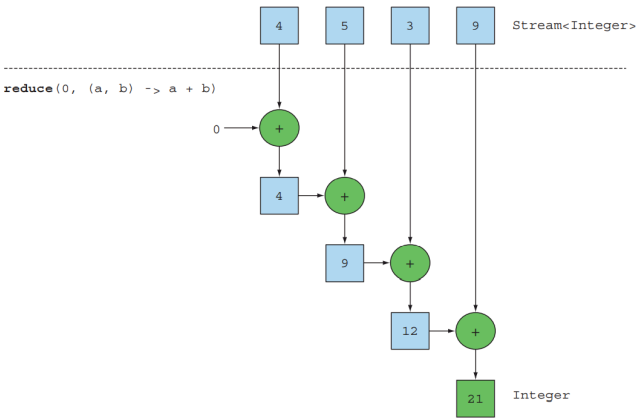 4 5 3 9 Stream<Integer>
reduce(0, (a, b) -> a + b)
0 +
4 +
9 +
12 +
21 Integer